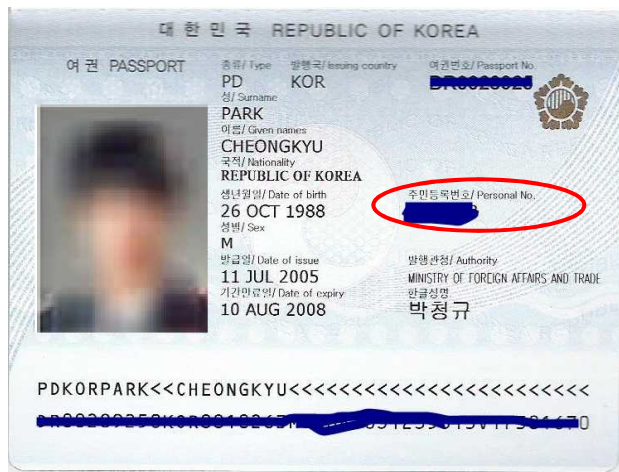 대한민국 REPUBLIC OF KOREA
여권 PASSPORT
종류/Type 발행국/Issuing country 여권번호/Passport No.
PD KOR
성/Surname
PARK
이름/Given names
CHEONGKYU
국적/Nationality
REPUBLIC OF KOREA
생년월일/Date of birth 주민등록번호/Personal No.
26 OCT 1988
성별/Sex
M
발급일/Date of issue 발행관청/Authority
11 JUL 2005 MINISTRY OF FOREIGN AFFAIRS AND TRADE
기간만료일/Date of expiry 한글성명
10 AUG 2008 박청규
PDKORPARK<<CHEONGKYU<<<<<<<<<<<<<<<<<<<<<<<<